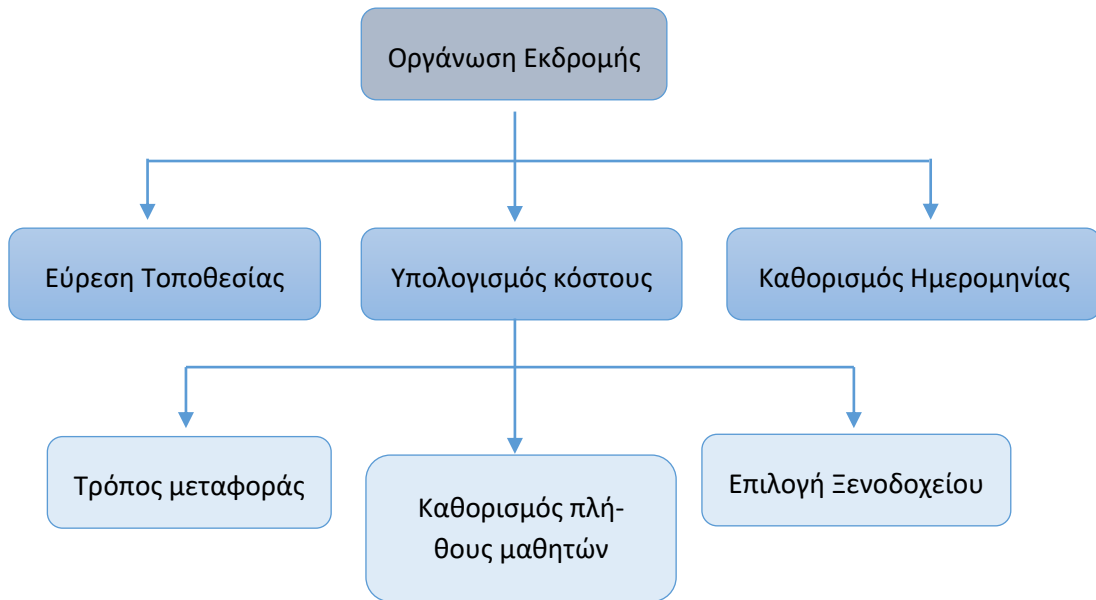 Οργάνωση Εκδρομής
Εύρεση Τοποθεσίας
Υπολογισμός κόστους
Καθορισμός Ημερομηνίας
Τρόπος μεταφοράς
Καθορισμός πλή-
θους μαθητών
Επιλογή Ξενοδοχείου